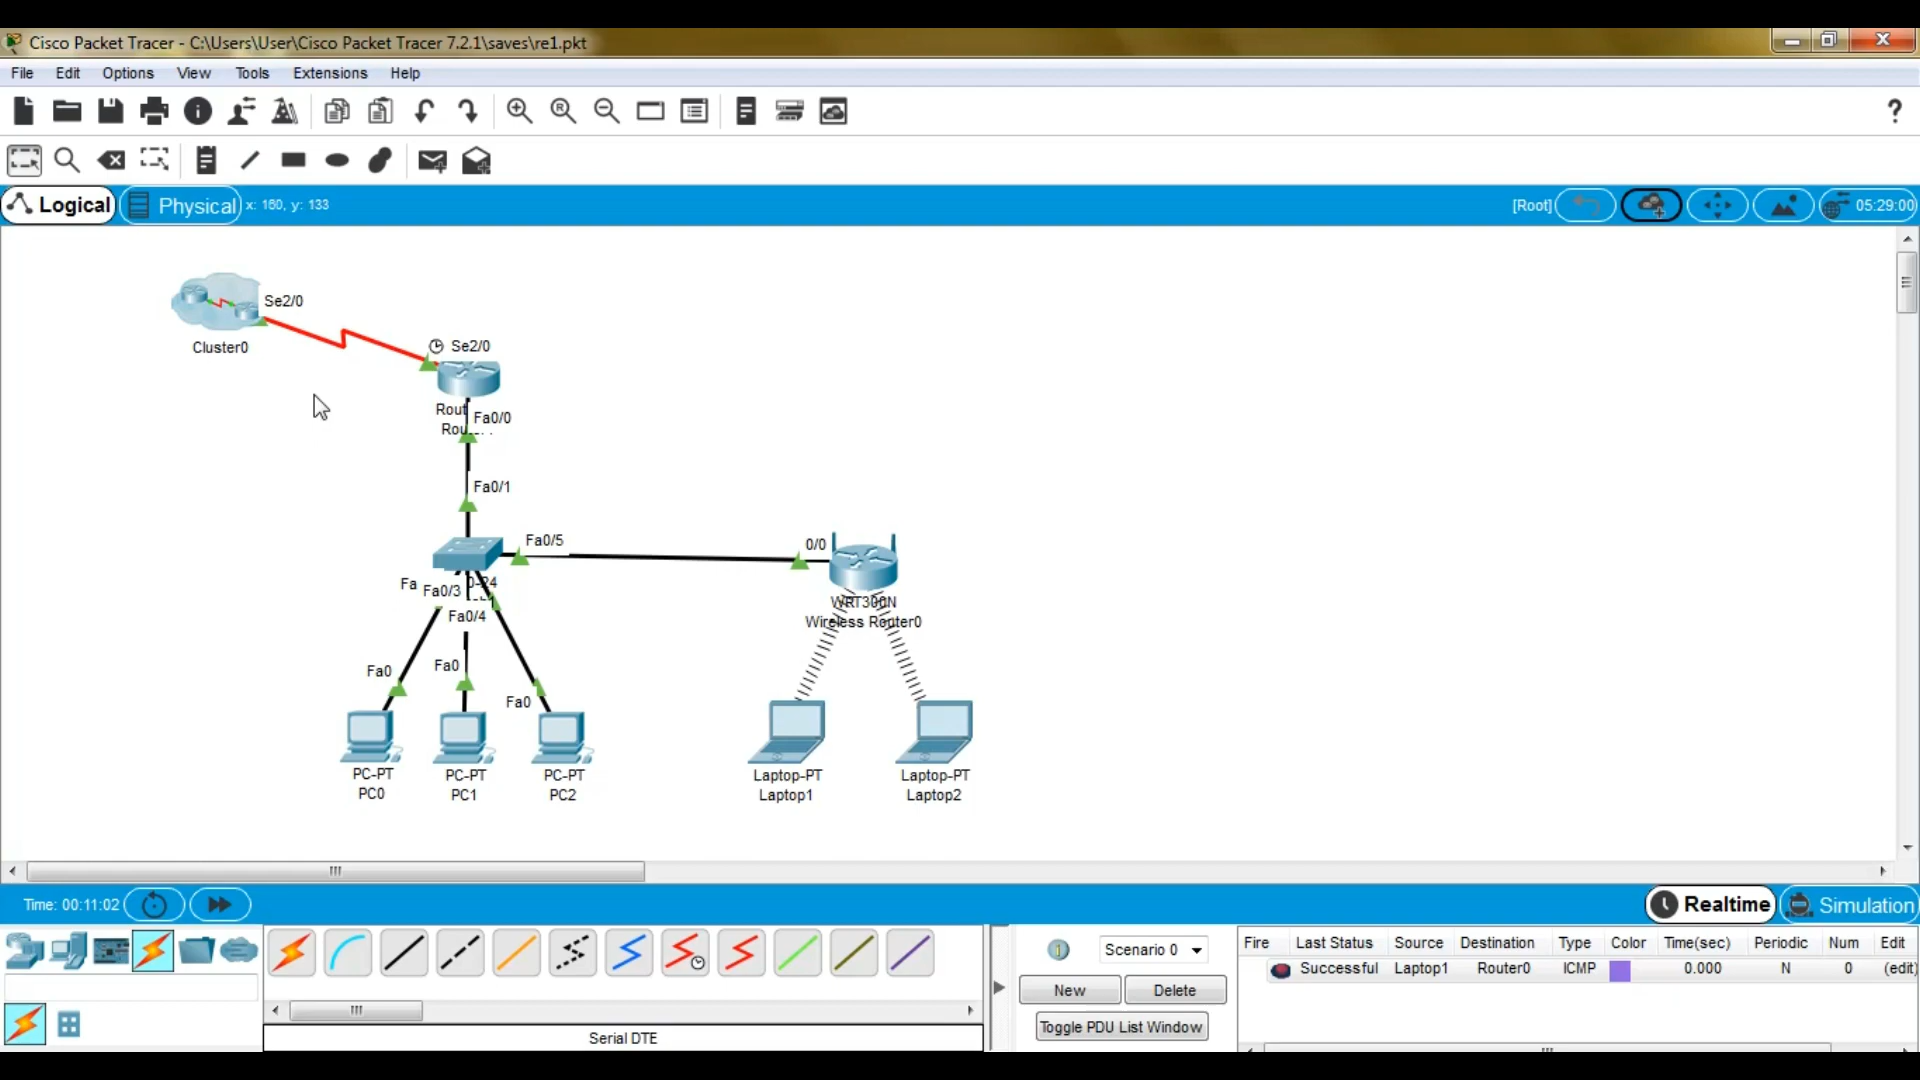 Cisco Packet Tracer - C:\Users\User\Cisco Packet Tracer 7.2.1\saves\re1.pkt
File Edit Options View Tools Extensions Help
Logical Physical x: 160, y: 133 [Root] 05:29:00
Se2/0
Cluster0
Se2/0
Rout Fa0/0
Fa0/1
Fa0/5 0/0
Fa Fa0/3 0-24
Fa0/4
WRT300N
Wireless Router0
Fa0 Fa0 Fa0
PC-PT PC-PT PC-PT Laptop-PT Laptop-PT
PC0 PC1 PC2 Laptop1 Laptop2
Time: 00:11:02 Realtime Simulation
Scenario 0 Fire Last Status Source Destination Type Color Time(sec) Periodic Num Edit
Successful Laptop1 Router0 ICMP 0.000 N 0 (edit)
New Delete
Toggle PDU List Window
Serial DTE